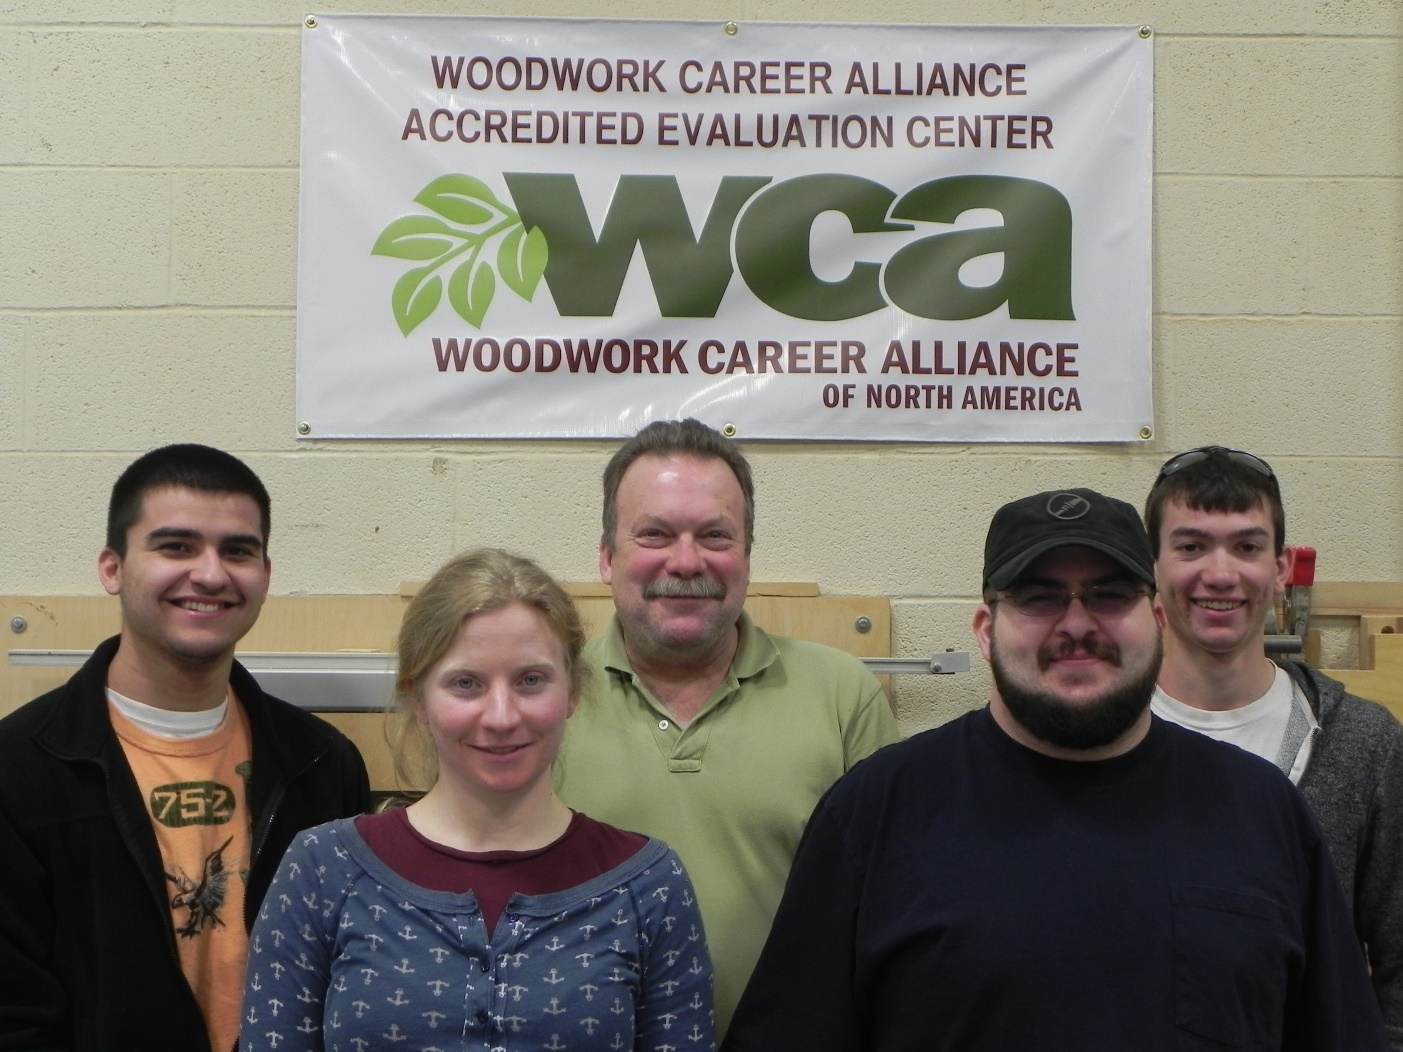 WOODWORK CAREER ALLIANCE
ACCREDITED EVALUATION CENTER
wca
WOODWORK CAREER ALLIANCE
OF NORTH AMERICA
752